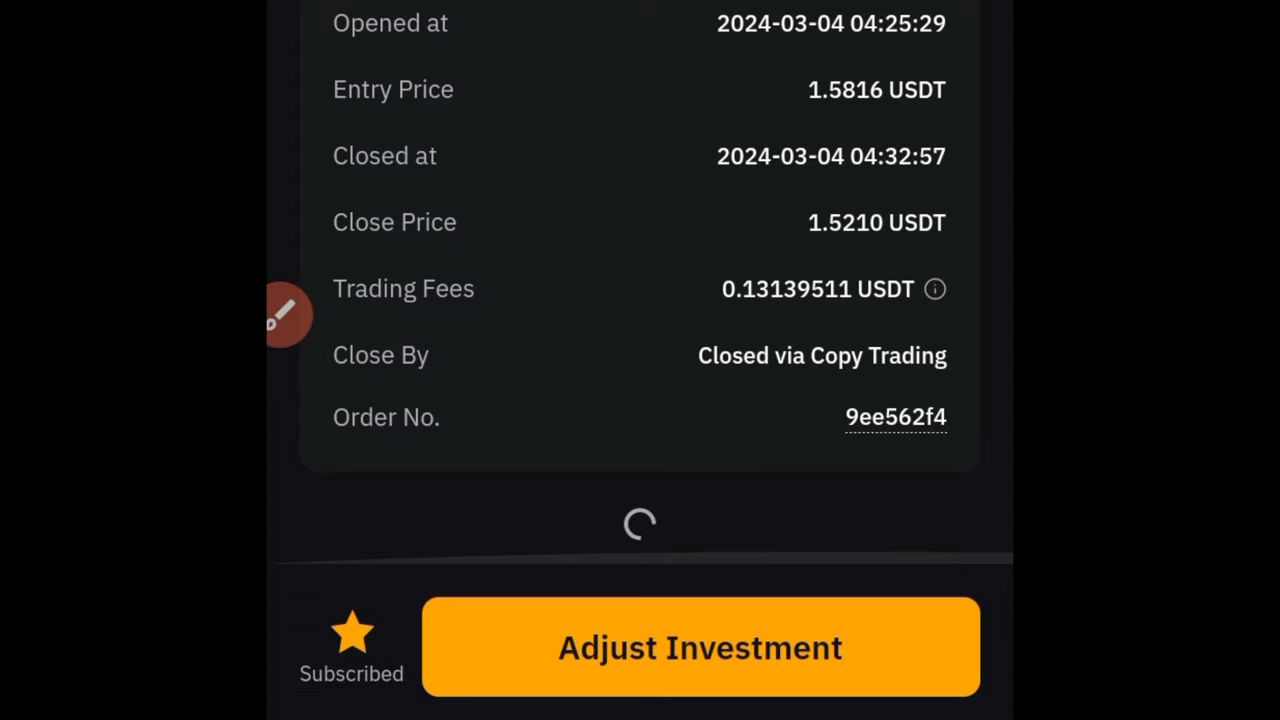 Opened at 2024-03-04 04:25:29
Entry Price 1.5816 USDT
Closed at 2024-03-04 04:32:57
Close Price 1.5210 USDT
Trading Fees 0.13139511 USDT
Close By Closed via Copy Trading
Order No. 9ee562f4
Adjust Investment
Subscribed